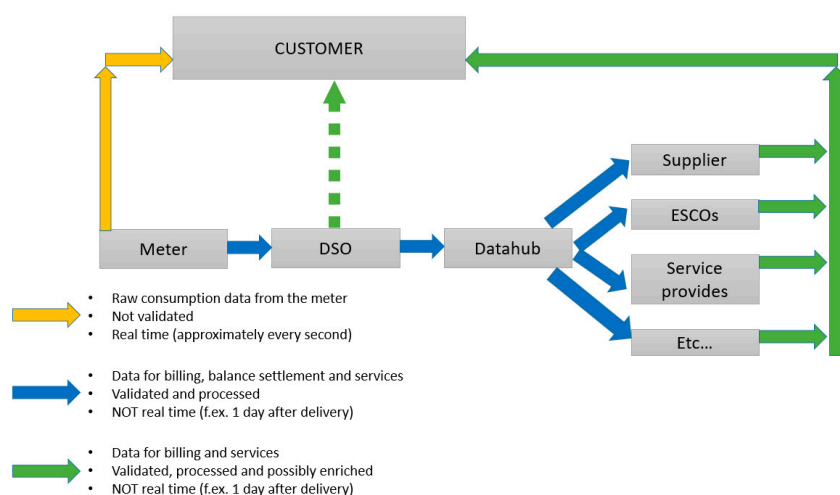 CUSTOMER
Supplier
ESCOs
Meter
DSO
Datahub
Service
provides
Etc...
• Raw consumption data from the meter
• Not validated
• Real time (approximately every second)
• Data for billing, balance settlement and services
• Validated and processed
• NOT real time (f.ex. 1 day after delivery)
• Data for billing and services
• Validated, processed and possibly enriched
• NOT real time (f.ex. 1 day after delivery)